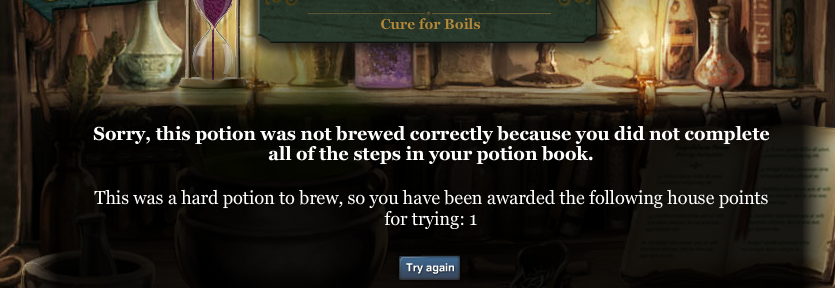 Cure for Boils
Sorry, this potion was not brewed correctly because you did not complete
all of the steps in your potion book.
This was a hard potion to brew, so you have been awarded the following house points
for trying: 1
Try again